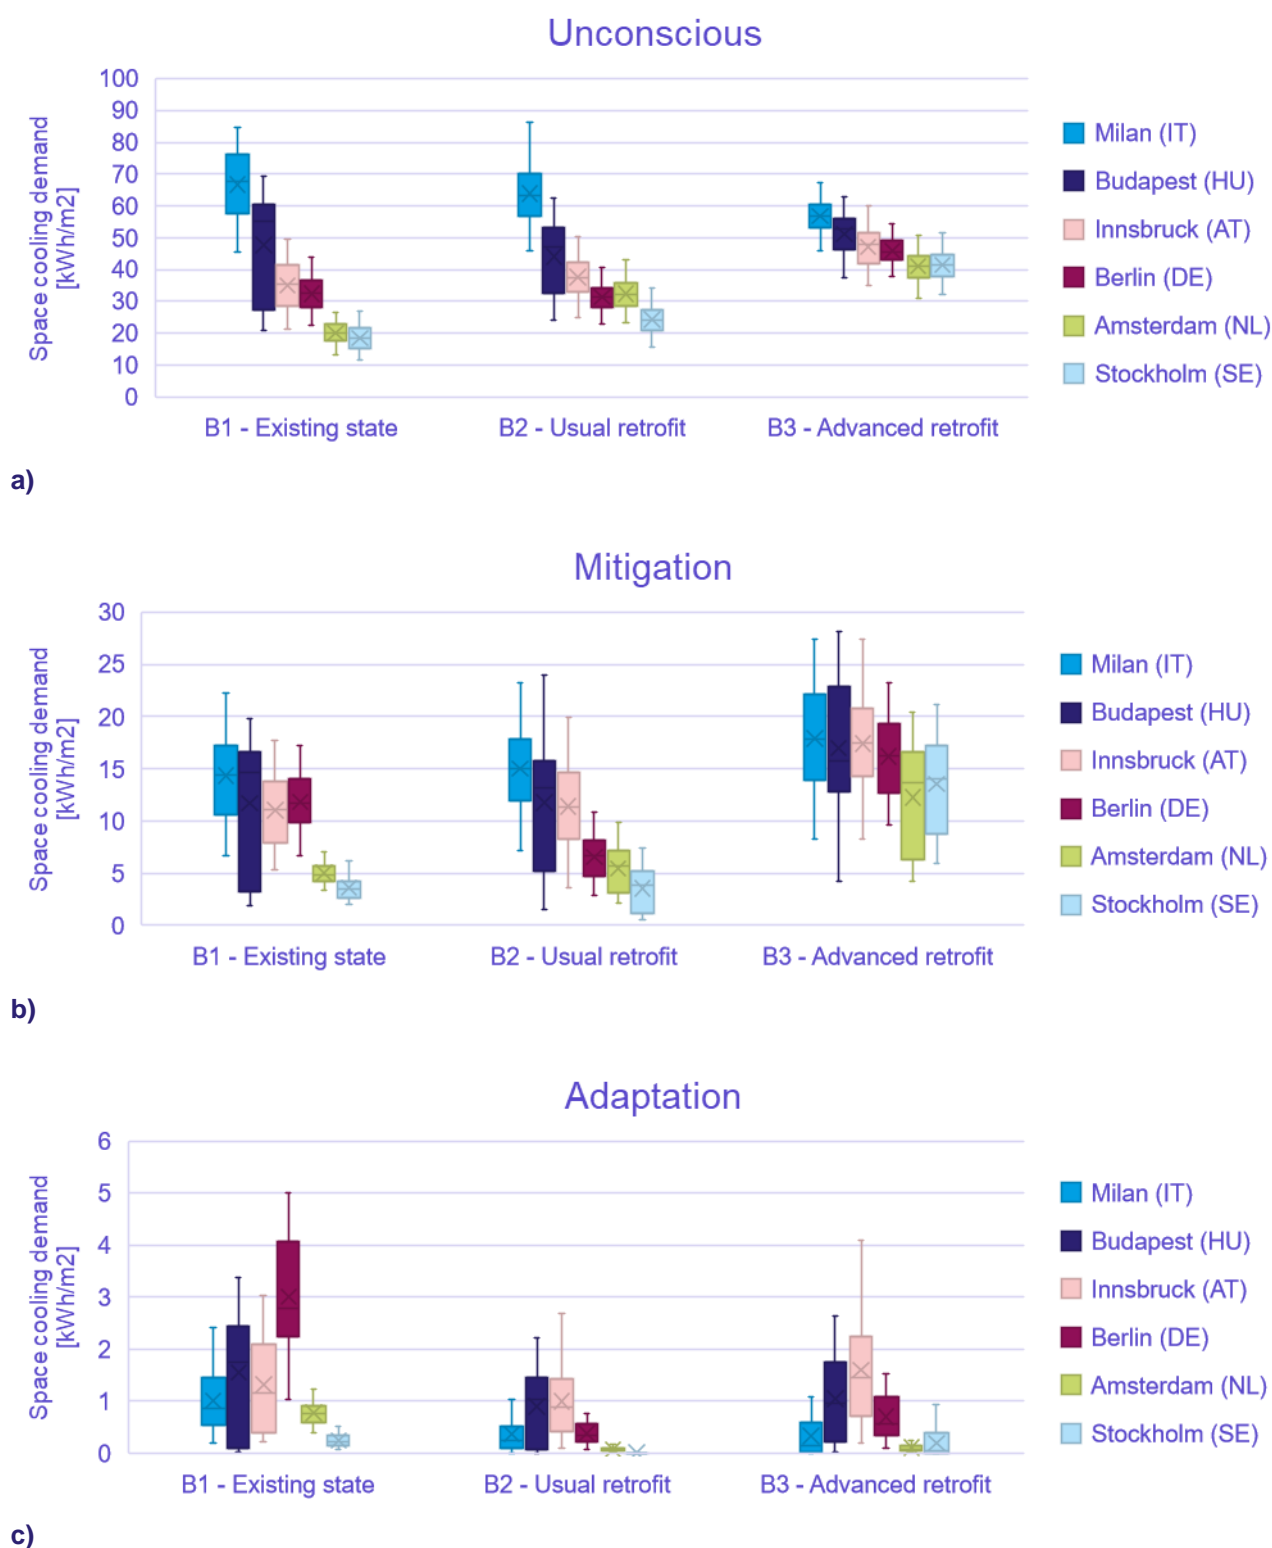 Unconscious
Space cooling demand
[kWh/m2]
100
90
80
70
60
50
40
30
20
10
0
B1 - Existing state
B2 - Usual retrofit
B3 - Advanced retrofit
Milan (IT)
Budapest (HU)
Innsbruck (AT)
Berlin (DE)
Amsterdam (NL)
Stockholm (SE)
a)
Mitigation
Space cooling demand
[kWh/m2]
30
25
20
15
10
5
0
B1 - Existing state
B2 - Usual retrofit
B3 - Advanced retrofit
Milan (IT)
Budapest (HU)
Innsbruck (AT)
Berlin (DE)
Amsterdam (NL)
Stockholm (SE)
b)
Adaptation
Space cooling demand
[kWh/m2]
6
5
4
3
2
1
0
B1 - Existing state
B2 - Usual retrofit
B3 - Advanced retrofit
Milan (IT)
Budapest (HU)
Innsbruck (AT)
Berlin (DE)
Amsterdam (NL)
Stockholm (SE)
c)